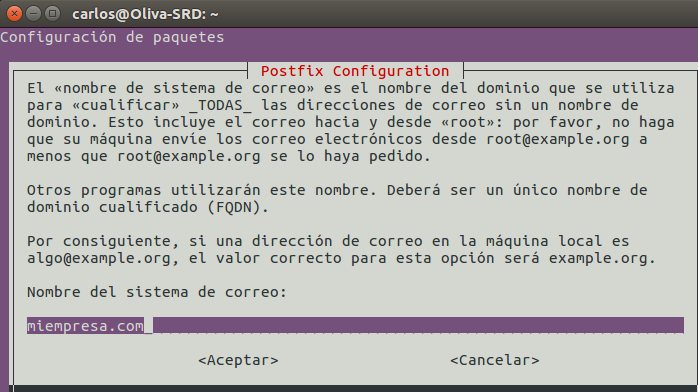 carlos@Oliva-SRD: ~
Configuración de paquetes
Postfix Configuration
El «nombre de sistema de correo» es el nombre del dominio que se utiliza
para «cualificar» _TODAS_ las direcciones de correo sin un nombre de
dominio. Esto incluye el correo hacia y desde «root»: por favor, no haga
que su máquina envíe los correo electrónicos desde root@example.org a
menos que root@example.org se lo haya pedido.
Otros programas utilizarán este nombre. Deberá ser un único nombre de
dominio cualificado (FQDN).
Por consiguiente, si una dirección de correo en la máquina local es
algo@example.org, el valor correcto para esta opción será example.org.
Nombre del sistema de correo:
miempresa.com_
<Aceptar> <Cancelar>